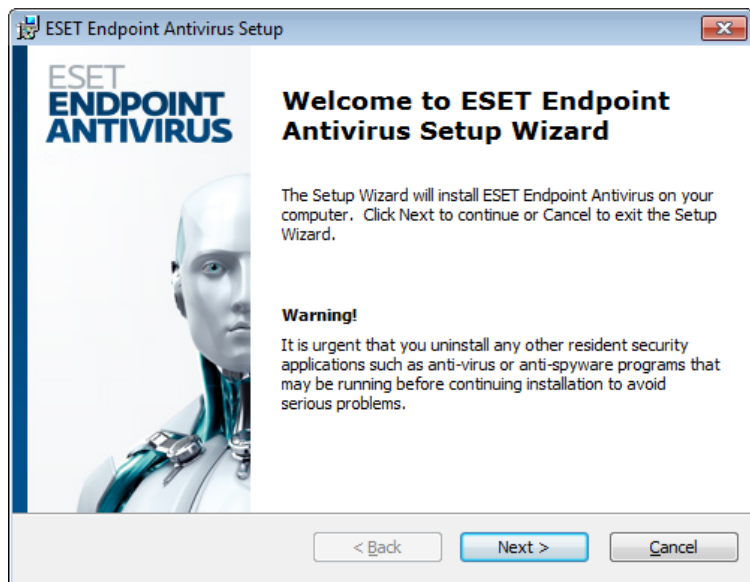 ESET Endpoint Antivirus Setup
ESET
ENDPOINT
ANTIVIRUS
Welcome to ESET Endpoint
Antivirus Setup Wizard
The Setup Wizard will install ESET Endpoint Antivirus on your
computer.  Click Next to continue or Cancel to exit the Setup
Wizard.
Warning!
It is urgent that you uninstall any other resident security
applications such as anti-virus or anti-spyware programs that
may be running before continuing installation to avoid
serious problems.
< Back
Next >
Cancel